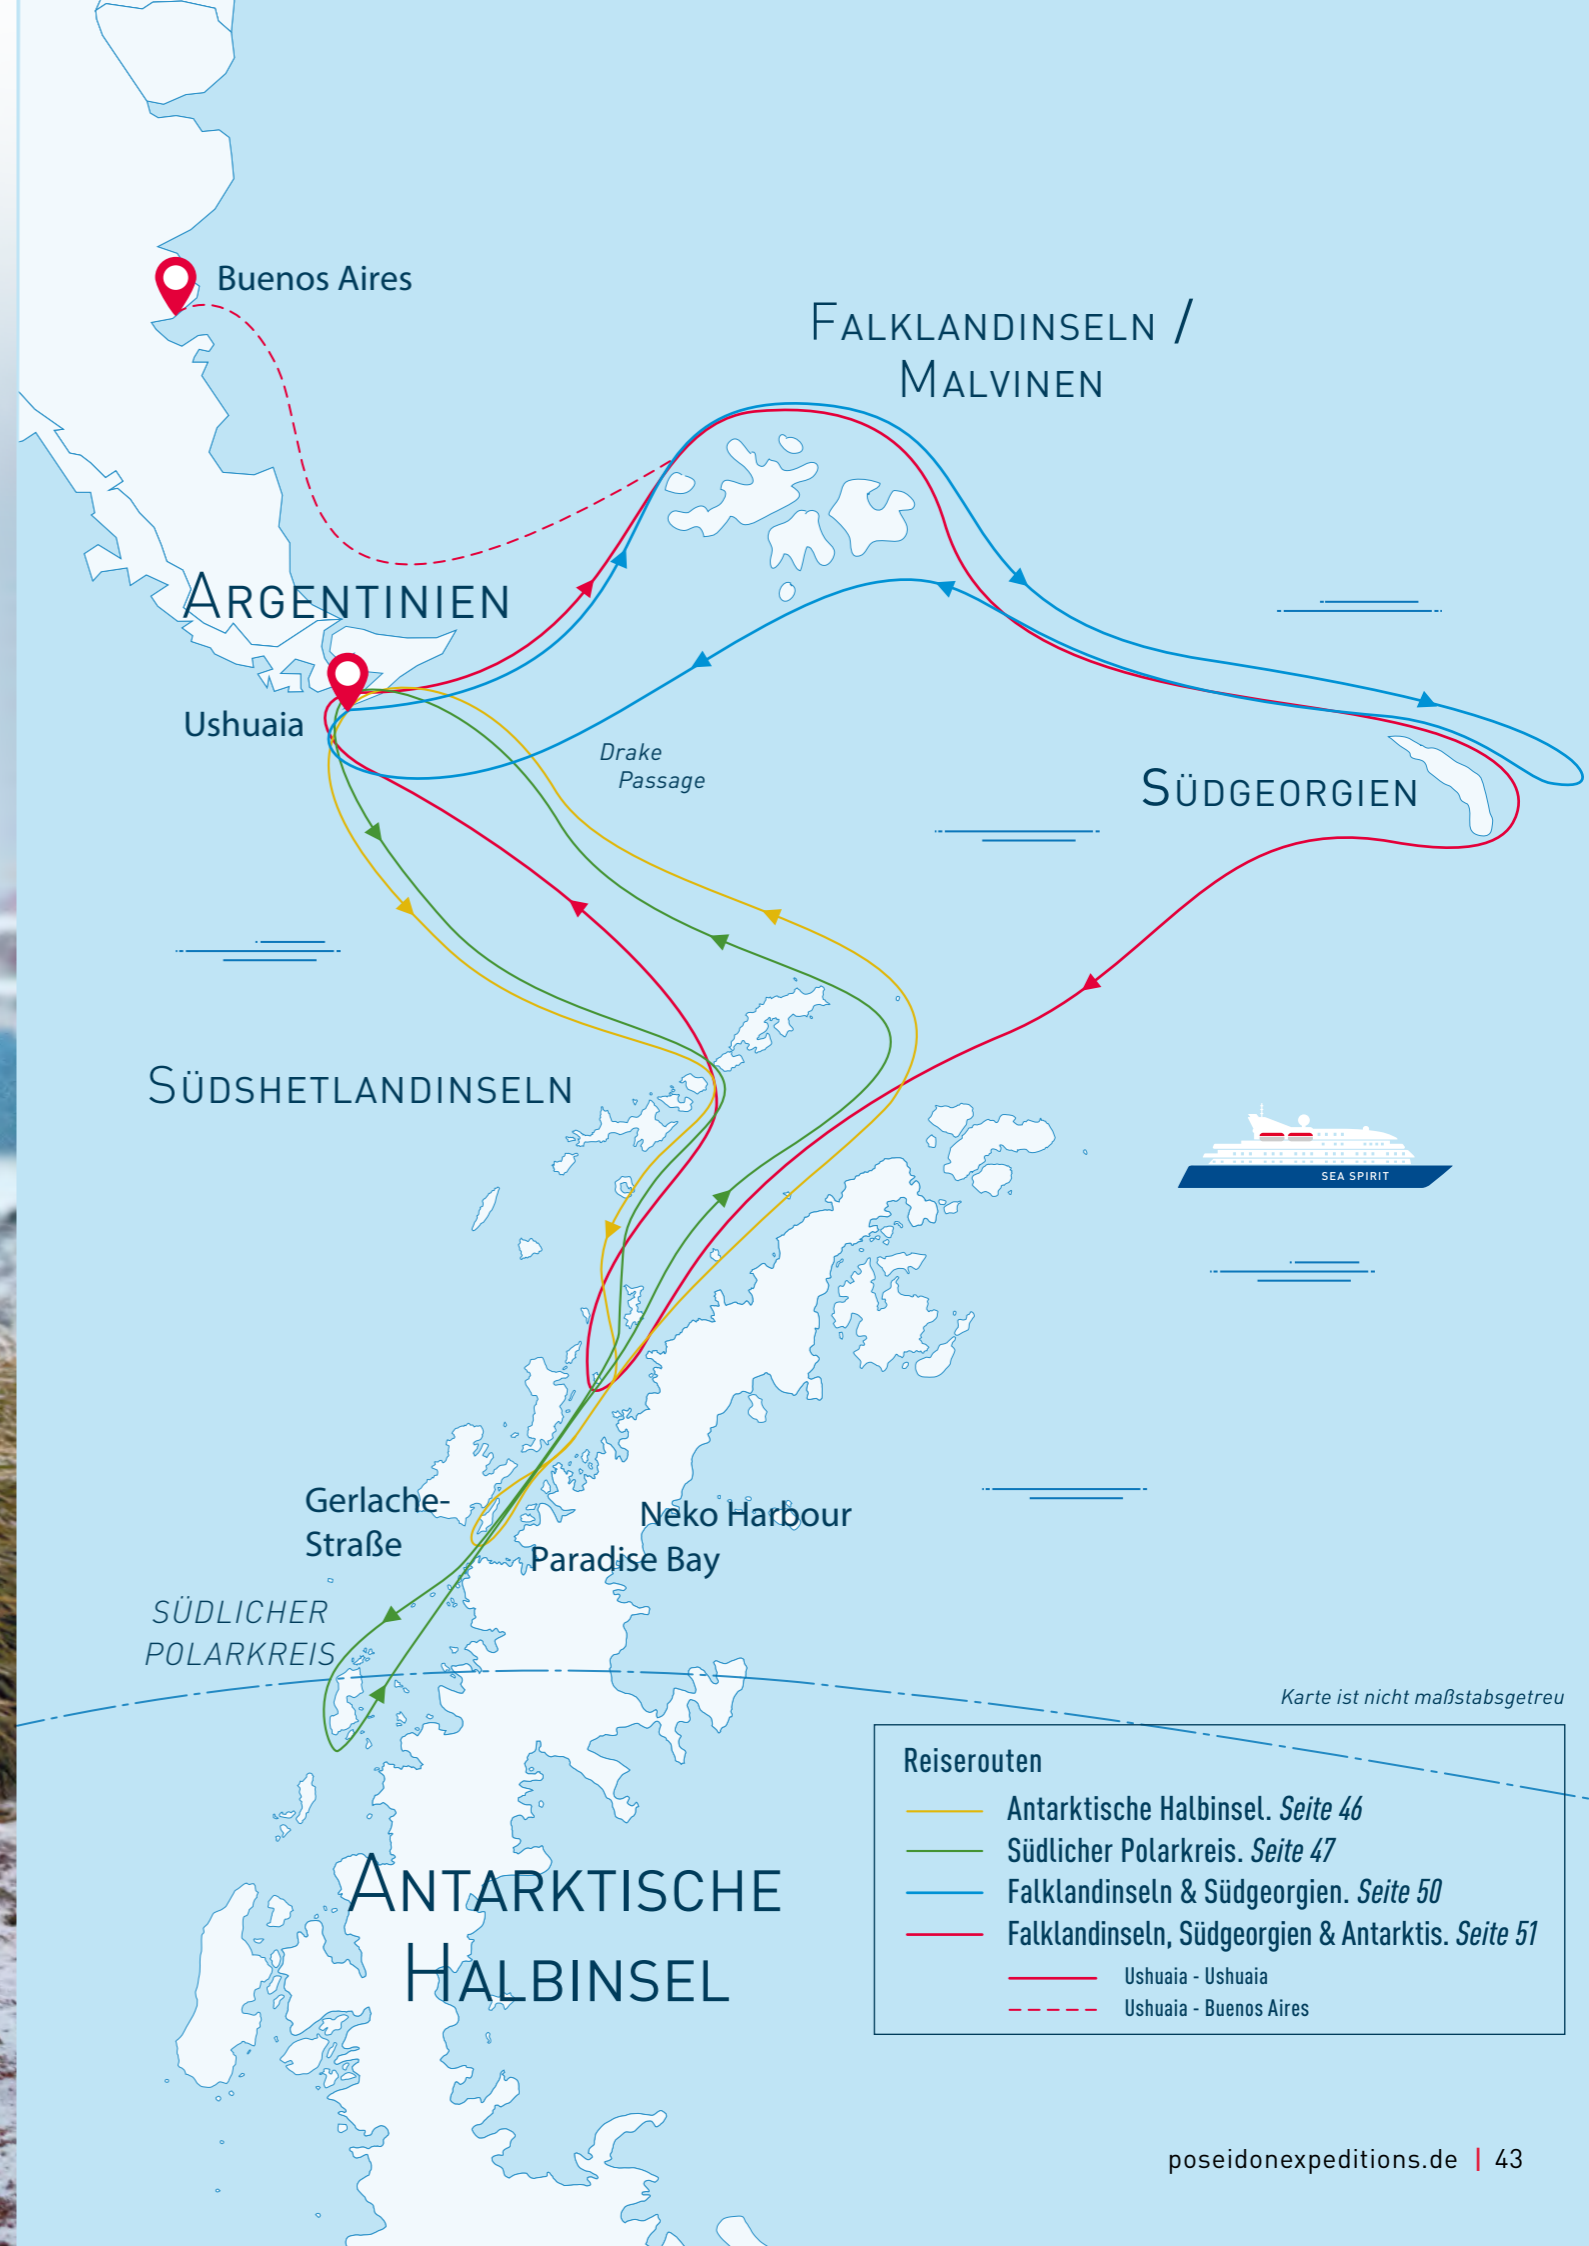 Buenos Aires
FALKLANDINSELN /
MALVINEN
ARGENTINIEN
Ushuaia
Drake
Passage
SÜDGEORGIEN
SÜDSHETLANDINSELN
SEA SPIRIT
Gerlache-
Straße
Neko Harbour
Paradise Bay
SÜDLICHER
POLARKREIS
Karte ist nicht maßstabsgetreu
Reiserouten
Antarktische Halbinsel. Seite 46
Südlicher Polarkreis. Seite 47
Falklandinseln & Südgeorgien. Seite 50
Falklandinseln, Südgeorgien & Antarktis. Seite 51
Ushuaia - Ushuaia
Ushuaia - Buenos Aires
ANTARKTISCHE
HALBINSEL
poseidonexpeditions.de | 43